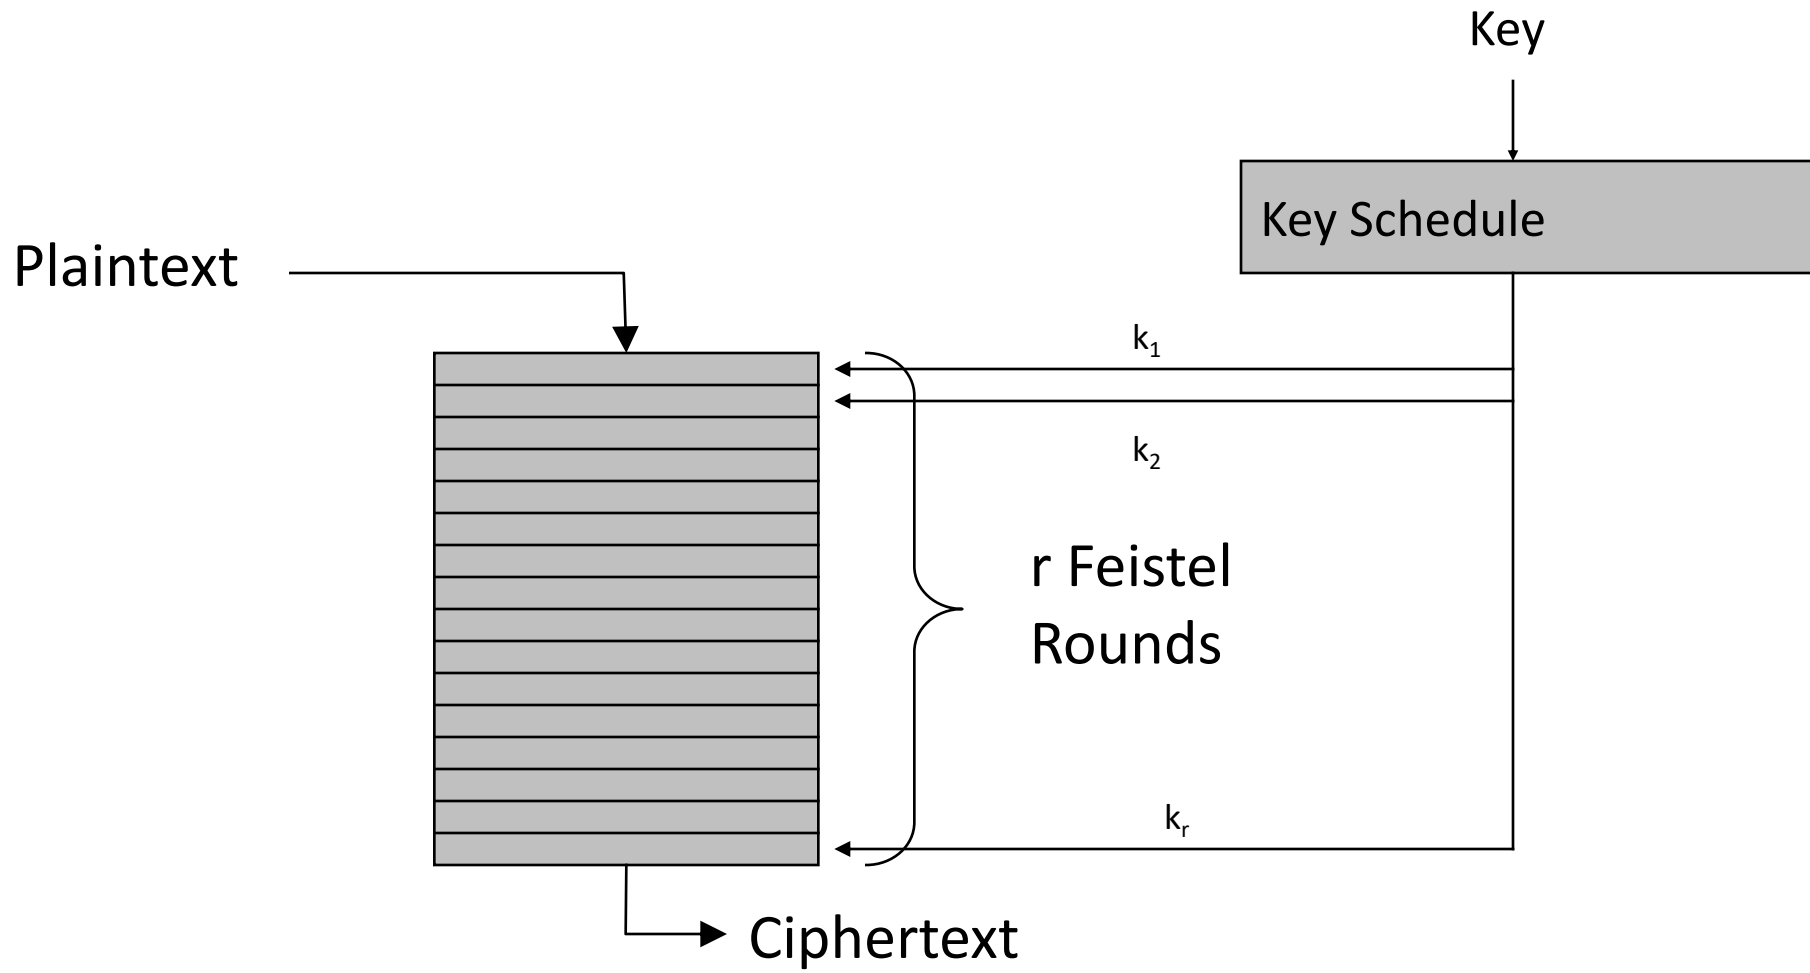 Key
Key Schedule
Plaintext
k₁
k₂
r Feistel
Rounds
kᵣ
Ciphertext